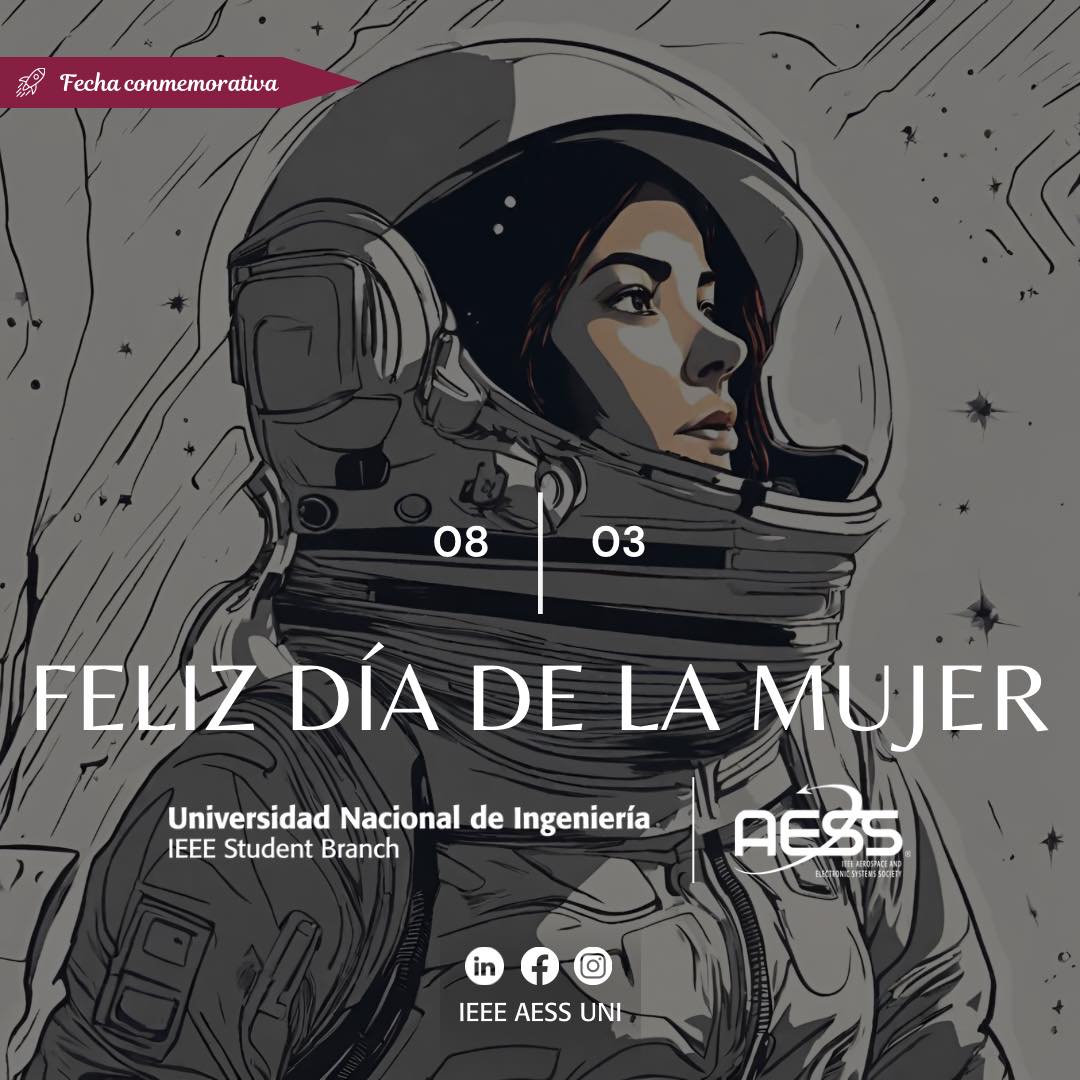 Fecha conmemorativa
08 03
FELIZ DÍA DE LA MUJER
Universidad Nacional de Ingeniería
IEEE Student Branch
AESS
IEEE AEROSPACE AND
ELECTRONIC SYSTEMS SOCIETY
IEEE AESS UNI